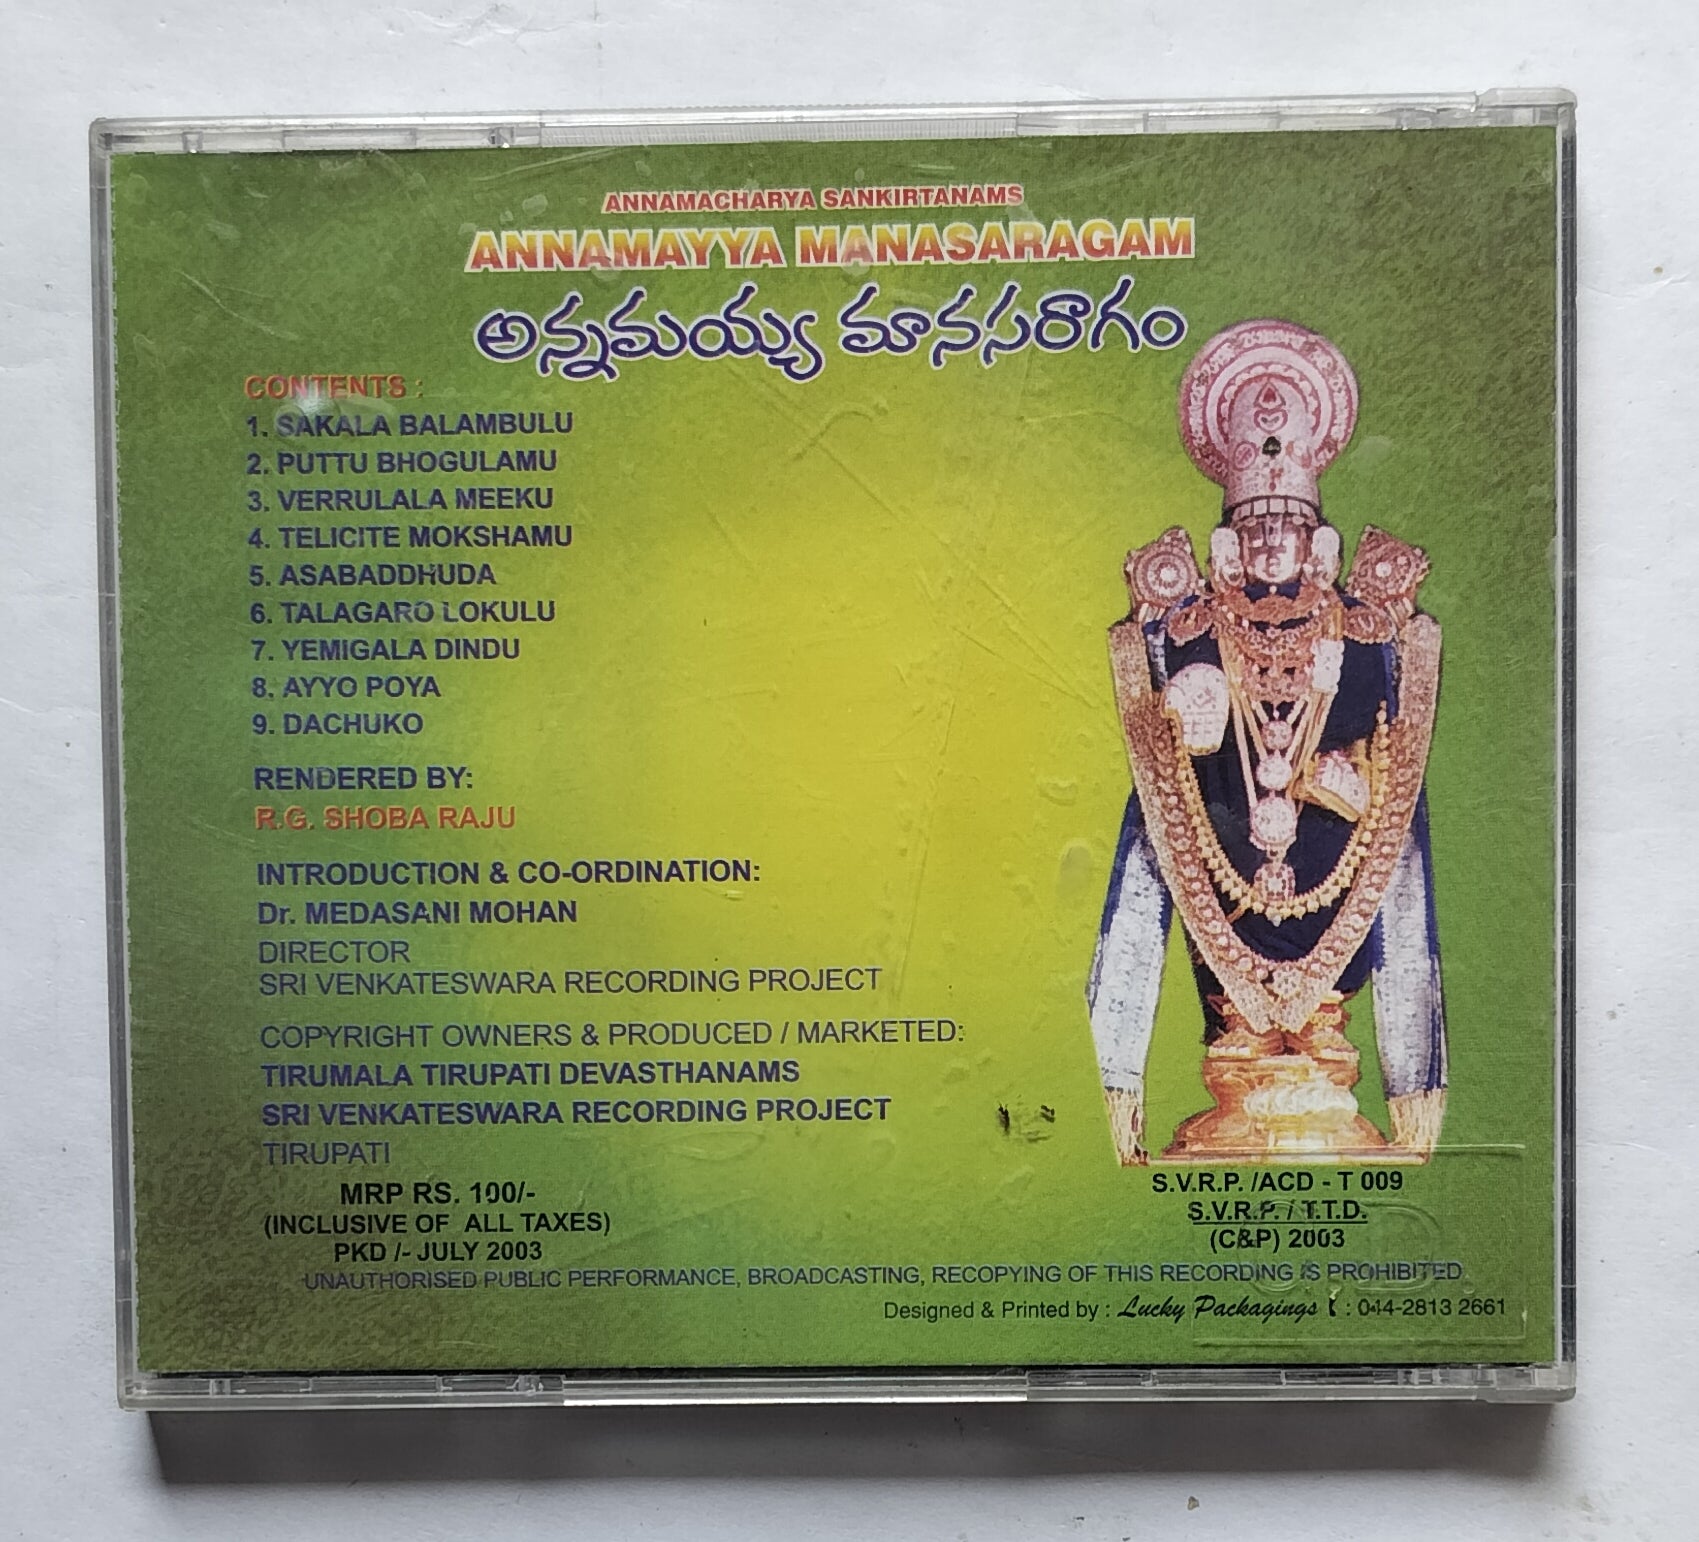 ANNAMACHARYA SANKIRTANAMS
ANNAMAYYA MANASARAGAM
అన్నమయ్య మానసరాగం
CONTENTS :
1. SAKALA BALAMBULU
2. PUTTU BHOGULAMU
3. VERRULALA MEEKU
4. TELICITE MOKSHAMU
5. ASABADDHUDA
6. TALAGARO LOKULU
7. YEMIGALA DINDU
8. AYYO POYA
9. DACHUKO
RENDERED BY:
R.G. SHOBA RAJU
INTRODUCTION & CO-ORDINATION:
Dr. MEDASANI MOHAN
DIRECTOR
SRI VENKATESWARA RECORDING PROJECT
COPYRIGHT OWNERS & PRODUCED / MARKETED:
TIRUMALA TIRUPATI DEVASTHANAMS
SRI VENKATESWARA RECORDING PROJECT
TIRUPATI
MRP RS. 100/-
(INCLUSIVE OF ALL TAXES)
PKD /- JULY 2003
S.V.R.P. /ACD - T 009
S.V.R.P. / T.T.D.
(C&P) 2003
UNAUTHORISED PUBLIC PERFORMANCE, BROADCASTING, RECOPYING OF THIS RECORDING IS PROHIBITED.
Designed & Printed by : Lucky Packagings : 044-2813 2661